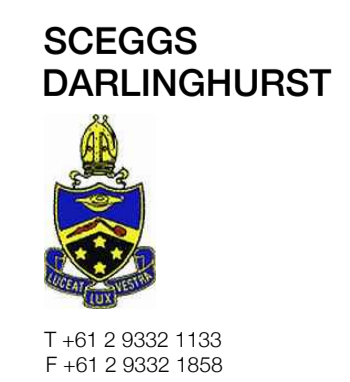 SCEGGS
DARLINGHURST
LUCEAT LUX VESTRA
T +61 2 9332 1133
F +61 2 9332 1858